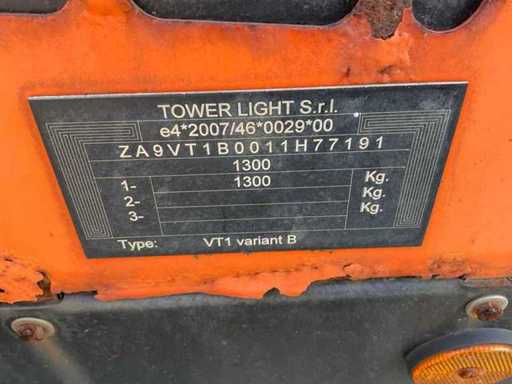 TOWER LIGHT S.r.l.
e4*2007/46*0029*00
ZA9VT1B0011H77191
1300 Kg.
1- 1300 Kg.
2- Kg.
3-
Type: VT1 variant B